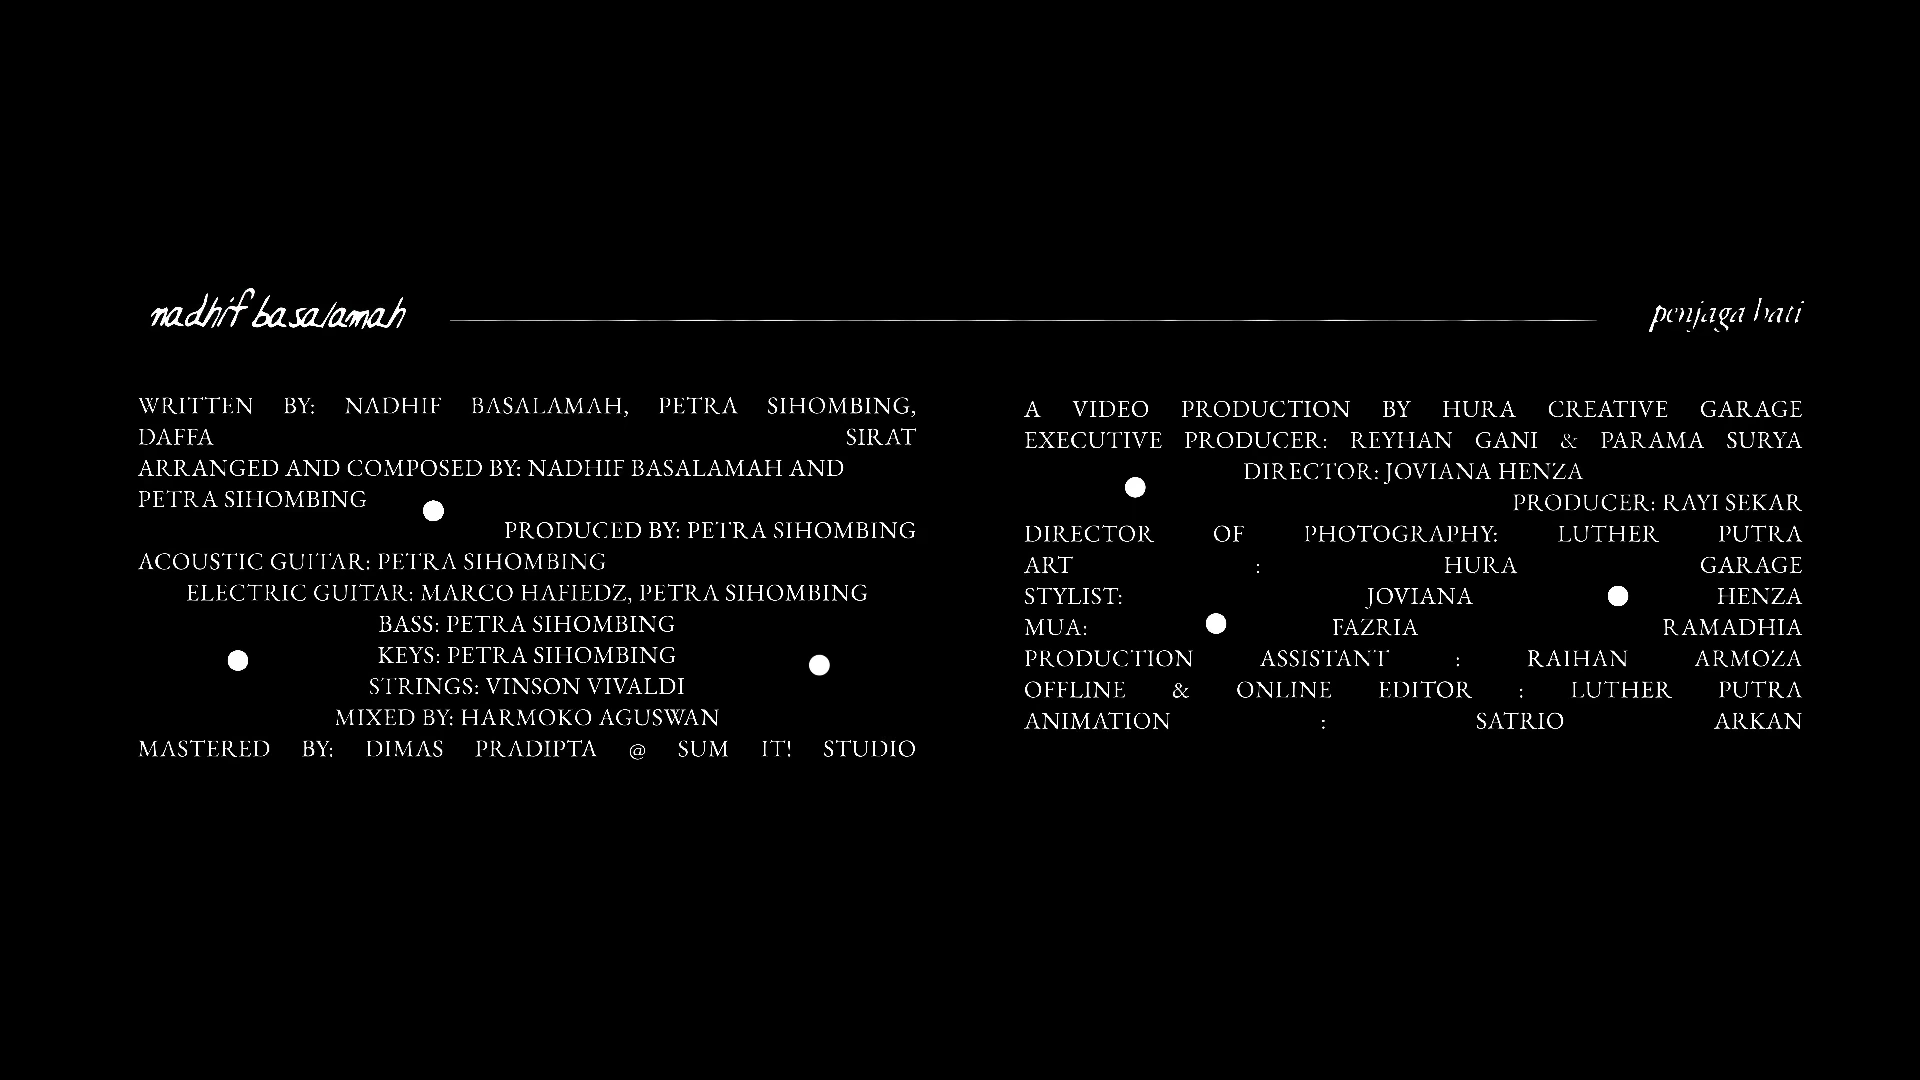 nadhif basalamah
penjaga hati
WRITTEN BY: NADHIF BASALAMAH, PETRA SIHOMBING,
DAFFA SIRAT
ARRANGED AND COMPOSED BY: NADHIF BASALAMAH AND
PETRA SIHOMBING
PRODUCED BY: PETRA SIHOMBING
ACOUSTIC GUITAR: PETRA SIHOMBING
ELECTRIC GUITAR: MARCO HAFIEDZ, PETRA SIHOMBING
BASS: PETRA SIHOMBING
KEYS: PETRA SIHOMBING
STRINGS: VINSON VIVALDI
MIXED BY: HARMOKO AGUSWAN
MASTERED BY: DIMAS PRADIPTA @ SUM IT! STUDIO
A VIDEO PRODUCTION BY HURA CREATIVE GARAGE
EXECUTIVE PRODUCER: REYHAN GANI & PARAMA SURYA
DIRECTOR: JOVIANA HENZA
PRODUCER: RAYI SEKAR
DIRECTOR OF PHOTOGRAPHY: LUTHER PUTRA
ART : HURA GARAGE
STYLIST: JOVIANA HENZA
MUA: FAZRIA RAMADHIA
PRODUCTION ASSISTANT : RAIHAN ARMOZA
OFFLINE & ONLINE EDITOR : LUTHER PUTRA
ANIMATION : SATRIO ARKAN